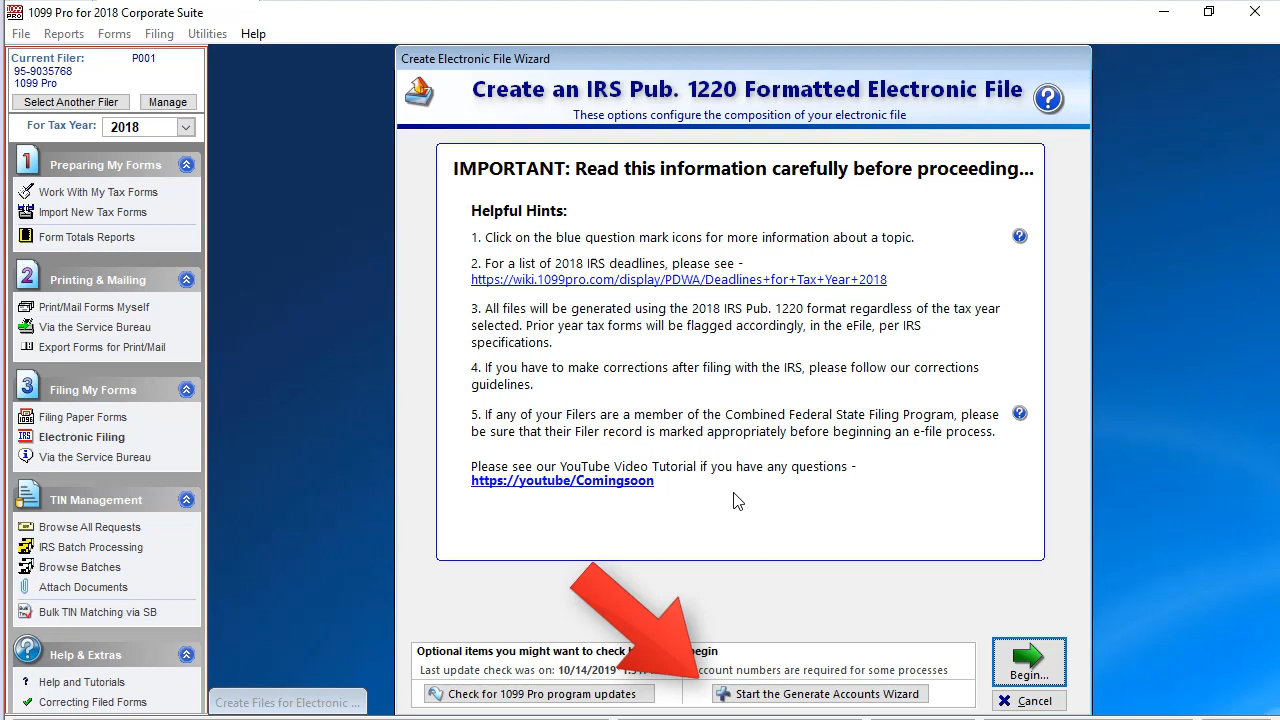 1099 Pro for 2018 Corporate Suite
File Reports Forms Filing Utilities Help
Current Filer: P001
95-9035768
1099 Pro
Select Another Filer Manage
For Tax Year: 2018
1 Preparing My Forms
Work With My Tax Forms
Import New Tax Forms
Form Totals Reports
2 Printing & Mailing
Print/Mail Forms Myself
Via the Service Bureau
Export Forms for Print/Mail
3 Filing My Forms
Filing Paper Forms
Electronic Filing
Via the Service Bureau
TIN Management
Browse All Requests
IRS Batch Processing
Browse Batches
Attach Documents
Bulk TIN Matching via SB
Help & Extras
Help and Tutorials
Correcting Filed Forms
Create Files for Electronic ...
Create Electronic File Wizard
Create an IRS Pub. 1220 Formatted Electronic File
These options configure the composition of your electronic file
IMPORTANT: Read this information carefully before proceeding...
Helpful Hints:
1. Click on the blue question mark icons for more information about a topic.
2. For a list of 2018 IRS deadlines, please see -
https://wiki.1099pro.com/display/PDWA/Deadlines+for+Tax+Year+2018
3. All files will be generated using the 2018 IRS Pub. 1220 format regardless of the tax year
selected. Prior year tax forms will be flagged accordingly, in the eFile, per IRS
specifications.
4. If you have to make corrections after filing with the IRS, please follow our corrections
guidelines.
5. If any of your Filers are a member of the Combined Federal State Filing Program, please
be sure that their Filer record is marked appropriately before beginning an e-file process.
Please see our YouTube Video Tutorial if you have any questions -
https://youtube/Comingsoon
Optional items you might want to check begin
Last update check was on: 10/14/2019 account numbers are required for some processes
Check for 1099 Pro program updates Start the Generate Accounts Wizard
Begin...
Cancel